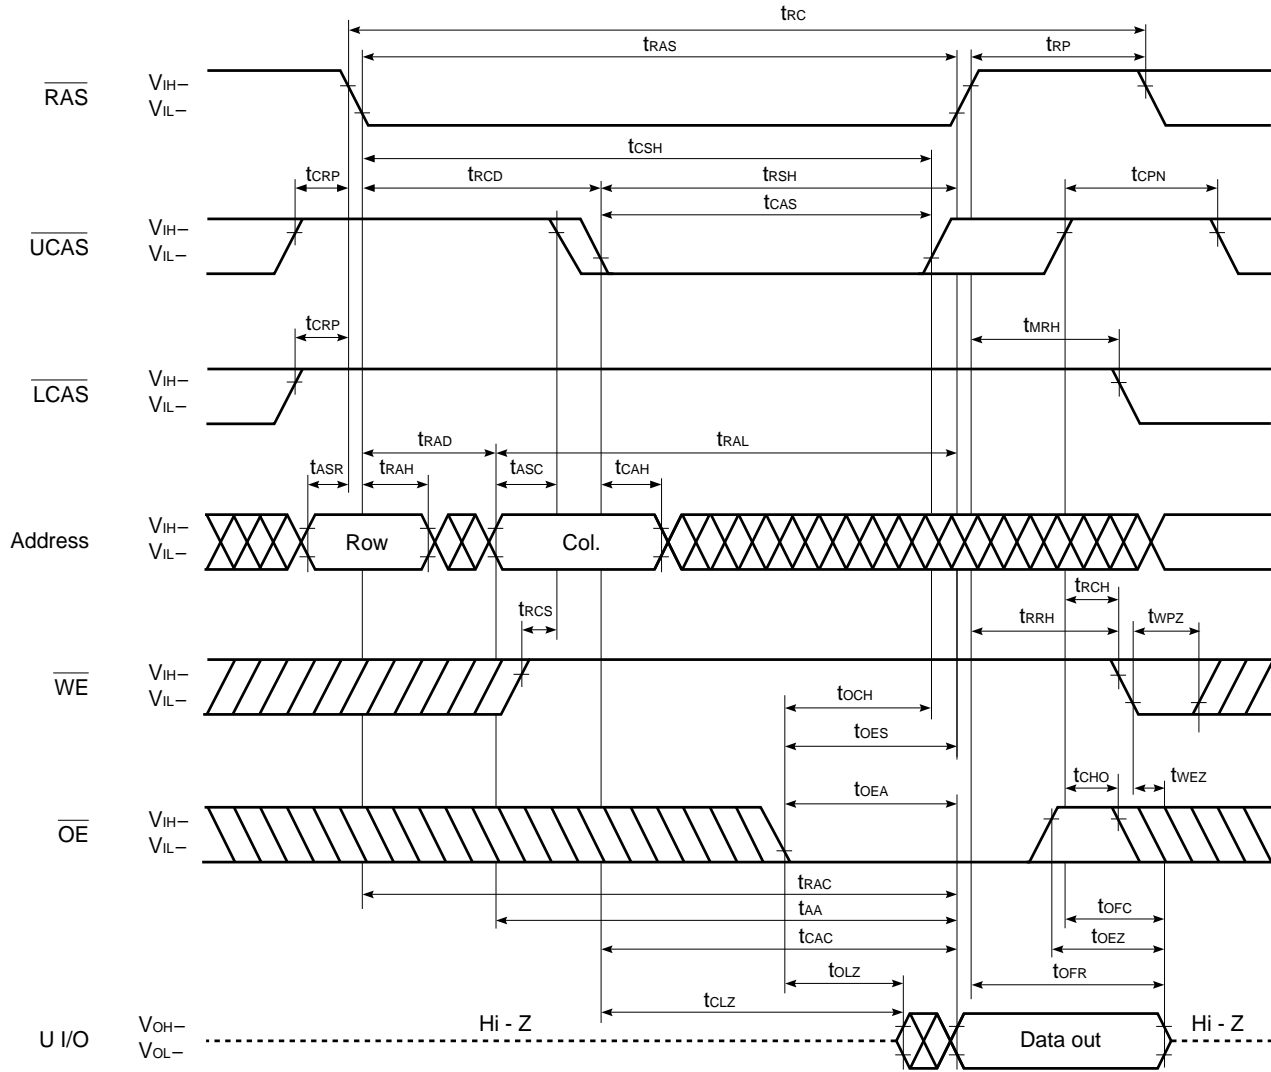 tRC
tRAS tRP
RAS VIH–
VIL–
tCSH
tCRP tRCD tRSH tCPN
tCAS
UCAS VIH–
VIL–
tCRP tMRH
LCAS VIH–
VIL–
tRAD tRAL
tASR tRAH tASC tCAH
Address VIH–
VIL–
Row Col.
tRCH
tRCS tRRH tWPZ
WE VIH–
VIL–
tOCH
tOES
tCHO tWEZ
tOEA
OE VIH–
VIL–
tRAC
tAA tOFC
tCAC tOEZ
tOLZ tOFR
tCLZ
U I/O VOH–
VOL–
Hi - Z Data out Hi - Z